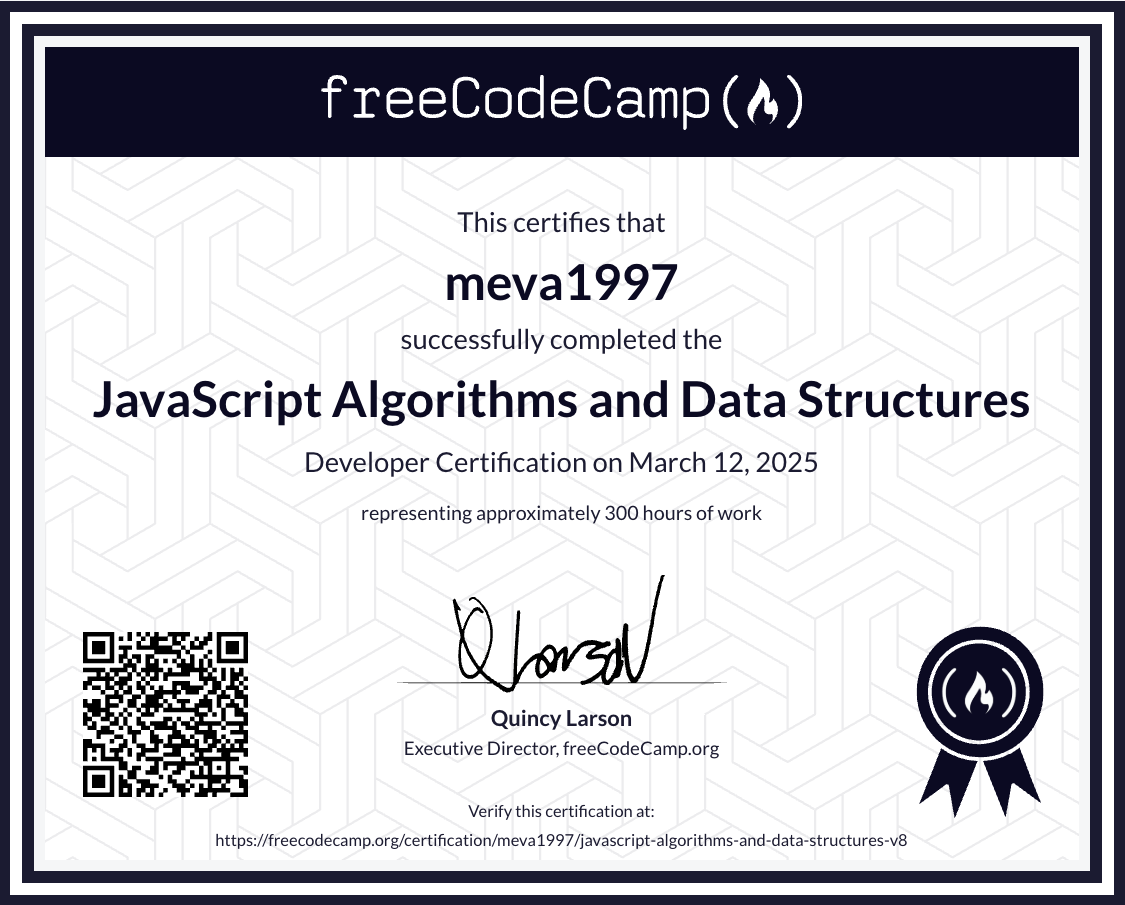 freeCodeCamp
This certifies that
meva1997
successfully completed the
JavaScript Algorithms and Data Structures
Developer Certification on March 12, 2025
representing approximately 300 hours of work
Q Larson
Quincy Larson
Executive Director, freeCodeCamp.org
Verify this certification at:
https://freecodecamp.org/certification/meva1997/javascript-algorithms-and-data-structures-v8